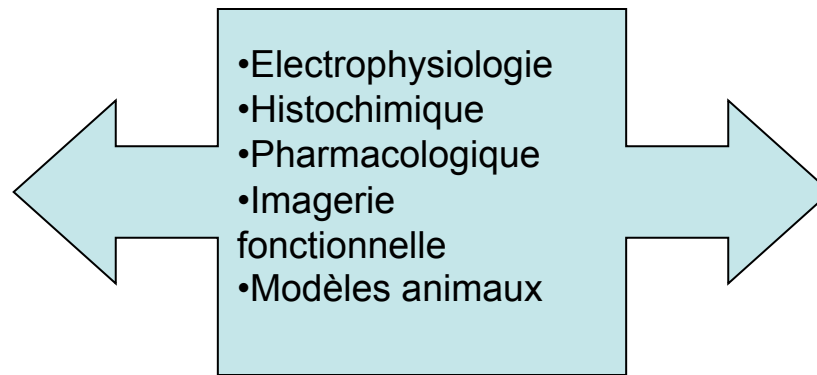 •Electrophysiologie
•Histochimique
•Pharmacologique
•Imagerie
fonctionnelle
•Modèles animaux